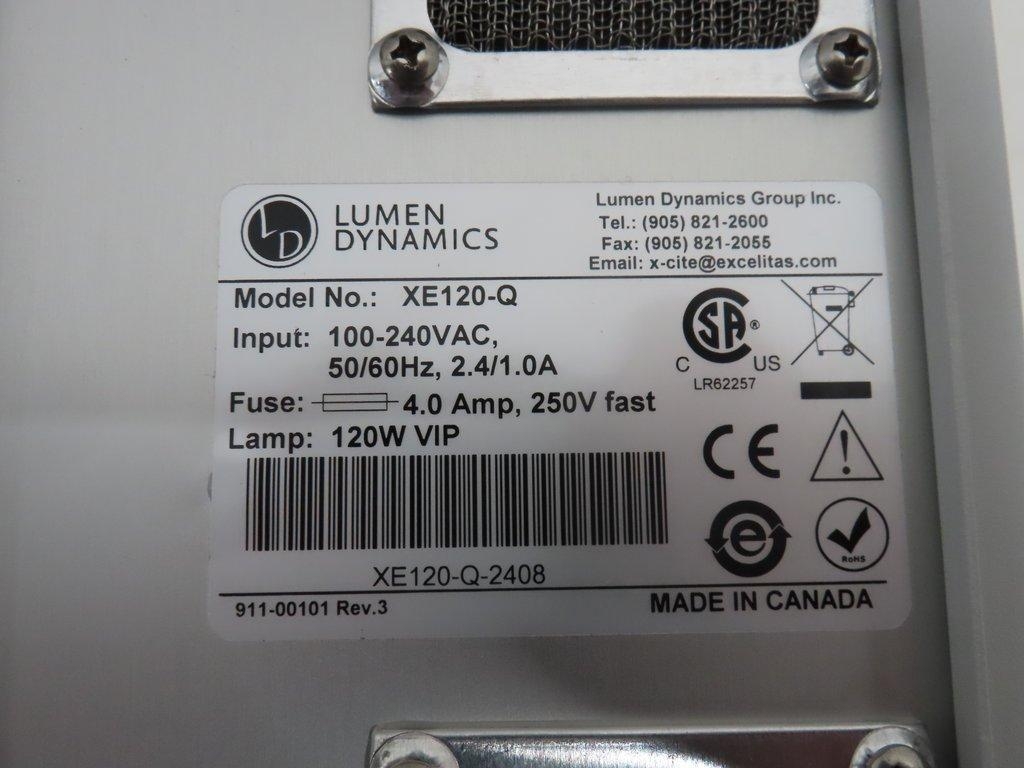 LD
LUMEN
DYNAMICS
Lumen Dynamics Group Inc.
Tel.: (905) 821-2600
Fax: (905) 821-2055
Email: x-cite@excelitas.com
Model No.: XE120-Q
Input: 100-240VAC,
50/60Hz, 2.4/1.0A
Fuse: 4.0 Amp, 250V fast
Lamp: 120W VIP
CSA®
C US
LR62257
CE
e
RoHS
XE120-Q-2408
911-00101 Rev.3
MADE IN CANADA